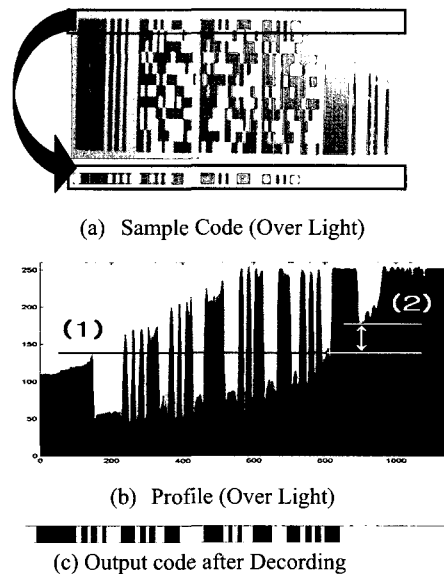 (a) Sample Code (Over Light)
250
200
150
100
50
0
(1)
(2)
0 200 400 600 800 1000
(b) Profile (Over Light)
(c) Output code after Decording